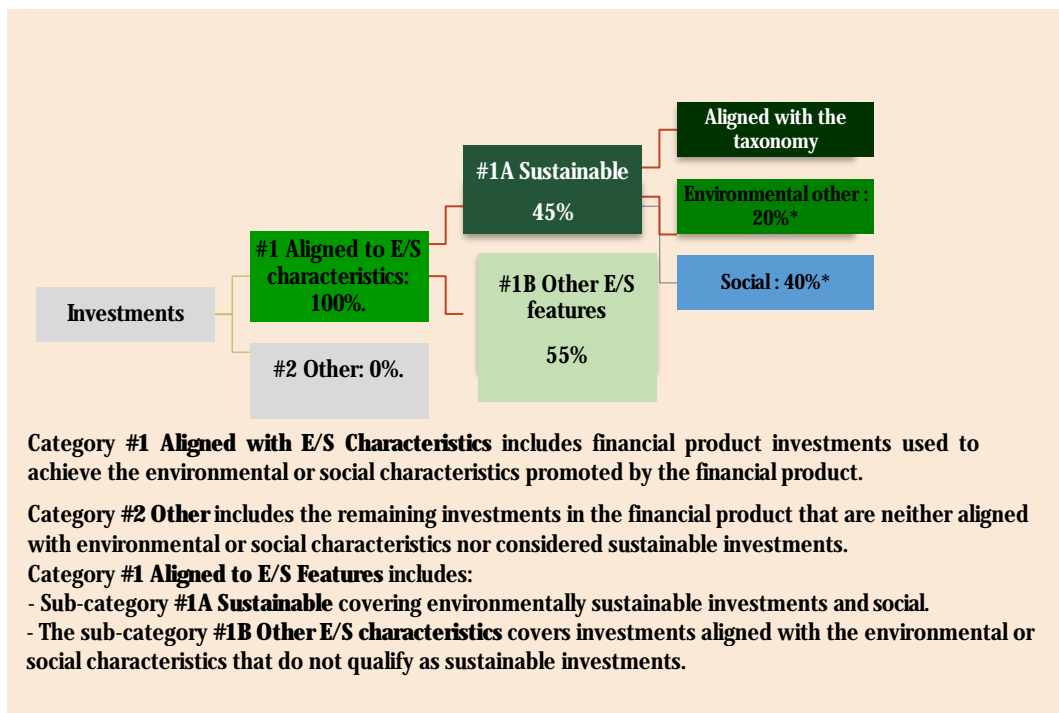 Aligned with the
taxonomy
#1A Sustainable
45%
Environmental other :
20%*
#1 Aligned to E/S
characteristics:
100%.
#1B Other E/S
features
55%
Social : 40%*
Investments
#2 Other: 0%.
Category #1 Aligned with E/S Characteristics includes financial product investments used to
achieve the environmental or social characteristics promoted by the financial product.
Category #2 Other includes the remaining investments in the financial product that are neither aligned
with environmental or social characteristics nor considered sustainable investments.
Category #1 Aligned to E/S Features includes:
- Sub-category #1A Sustainable covering environmentally sustainable investments and social.
- The sub-category #1B Other E/S characteristics covers investments aligned with the environmental or
social characteristics that do not qualify as sustainable investments.